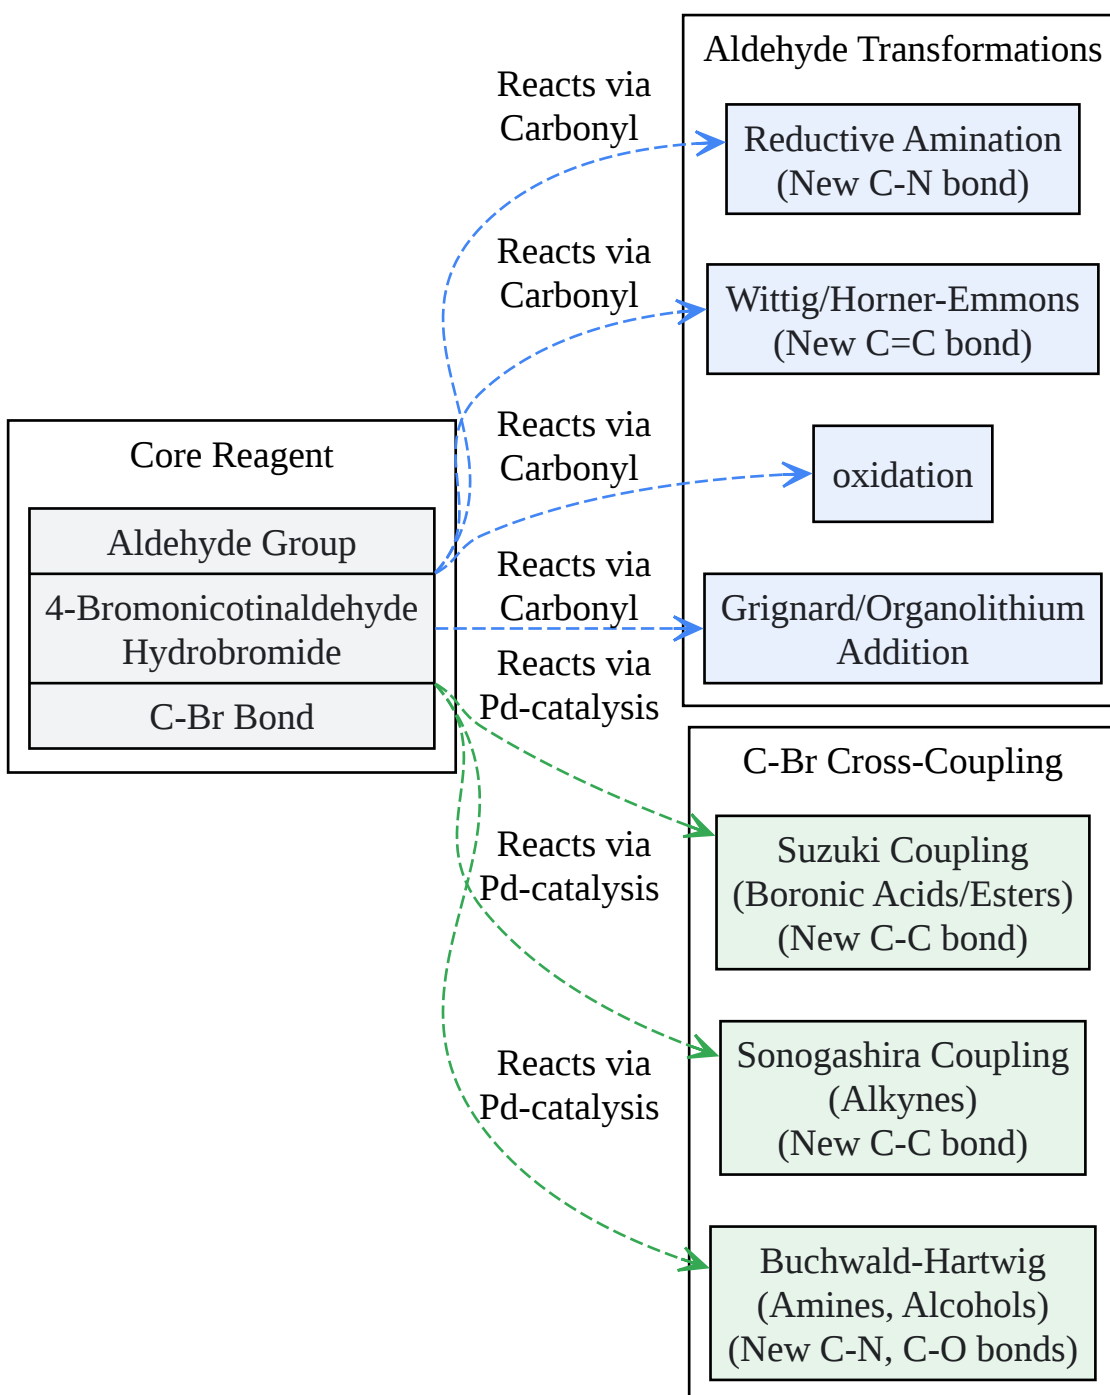 Core Reagent
Aldehyde Group
4-Bromonicotinaldehyde
Hydrobromide
C-Br Bond
Reacts via
Carbonyl
Reacts via
Carbonyl
Reacts via
Carbonyl
Reacts via
Carbonyl
Reacts via
Pd-catalysis
Reacts via
Pd-catalysis
Reacts via
Pd-catalysis
Aldehyde Transformations
Reductive Amination
(New C-N bond)
Wittig/Horner-Emmons
(New C=C bond)
oxidation
Grignard/Organolithium
Addition
C-Br Cross-Coupling
Suzuki Coupling
(Boronic Acids/Esters)
(New C-C bond)
Sonogashira Coupling
(Alkynes)
(New C-C bond)
Buchwald-Hartwig
(Amines, Alcohols)
(New C-N, C-O bonds)